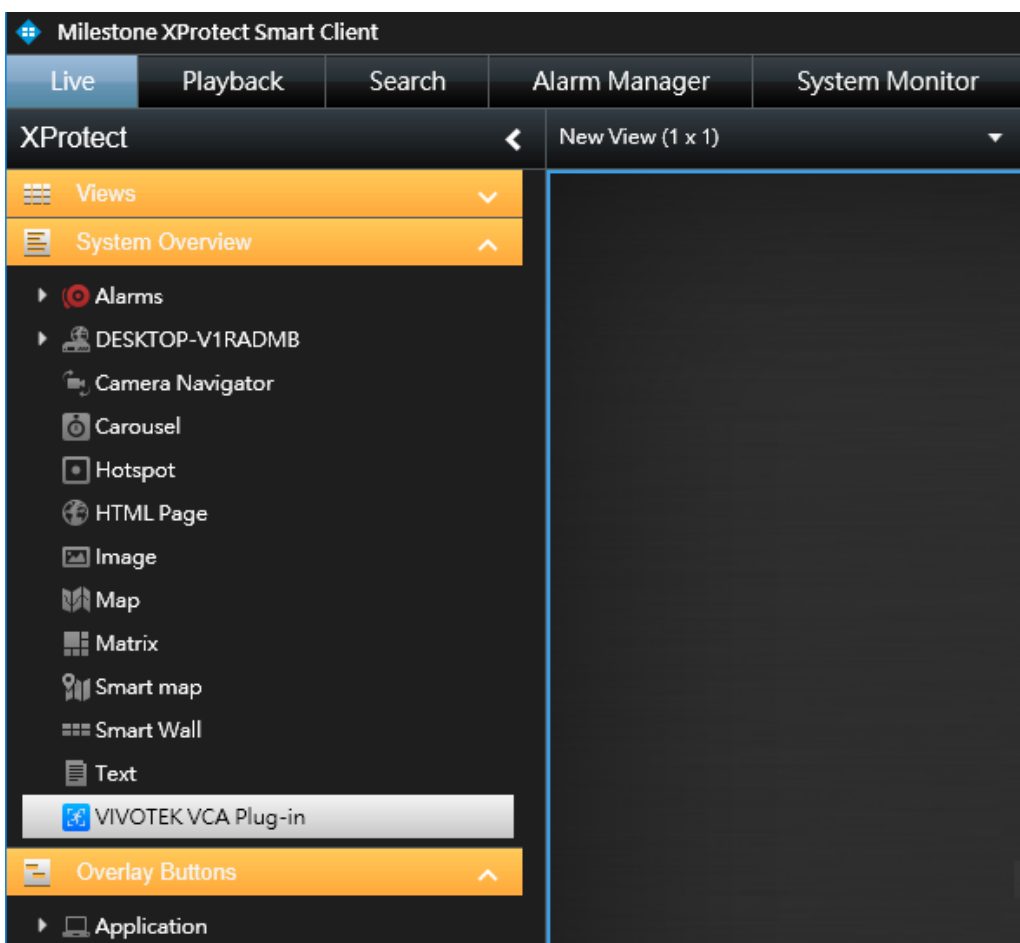 Milestone XProtect Smart Client
Live Playback Search Alarm Manager System Monitor
XProtect New View (1 x 1)
Views
System Overview
Alarms
DESKTOP-V1RADMB
Camera Navigator
Carousel
Hotspot
HTML Page
Image
Map
Matrix
Smart map
Smart Wall
Text
VIVOTEK VCA Plug-in
Overlay Buttons
Application